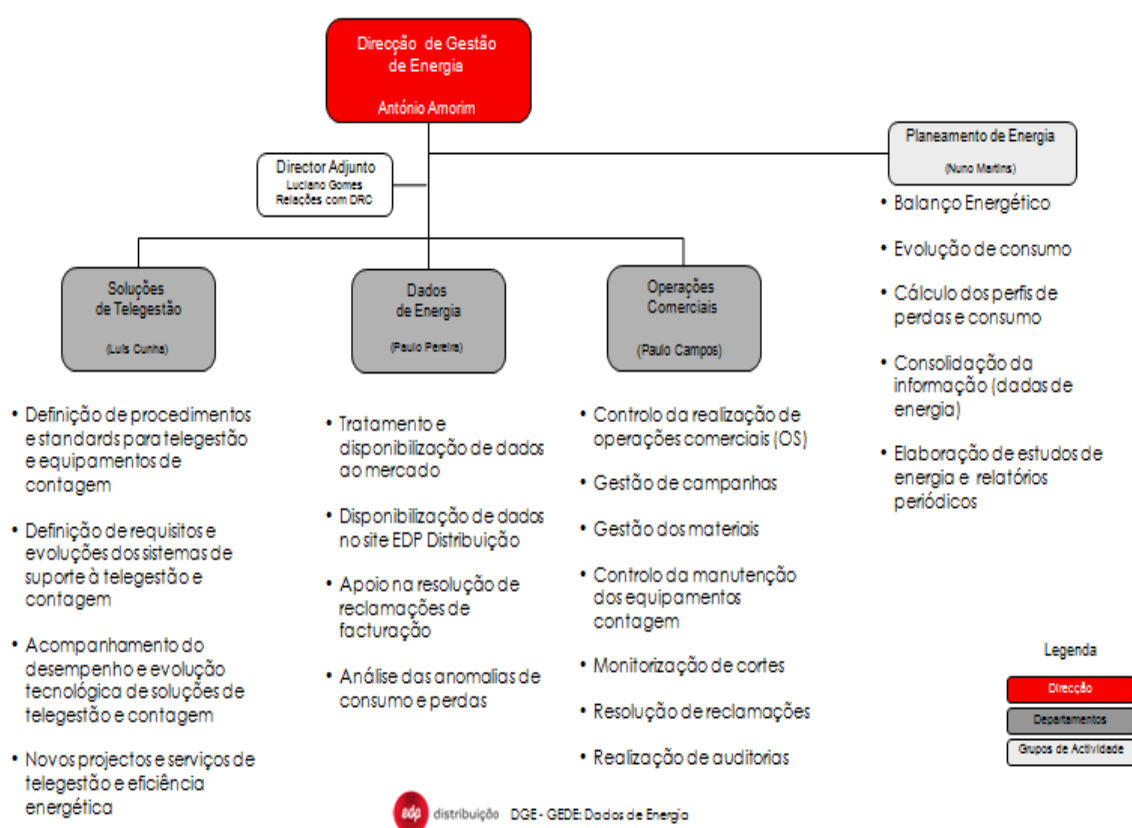 Direcção de Gestão
de Energia
António Amorim
Director Adjunto
Luciano Gomes
Relações com DRC
Planeamento de Energia
(Nuno Martins)
• Balanço Energético
• Evolução de consumo
• Cálculo dos perfis de
perdas e consumo
• Consolidação da
informação (dadas de
energia)
• Elaboração de estudos de
energia e relatórios
periódicos
Soluções
de Telegestão
(Luís Cunha)
• Definição de procedimentos
e standards para telegestão
e equipamentos de
contagem
• Definição de requisitos e
evoluções dos sistemas de
suporte à telegestão e
contagem
• Acompanhamento do
desempenho e evolução
tecnológica de soluções de
telegestão e contagem
• Novos projectos e serviços de
telegestão e eficiência
energética
Dados
de Energia
(Paulo Pereira)
• Tratamento e
disponibilização de dados
ao mercado
• Disponibilização de dados
no site EDP Distribuição
• Apoio na resolução de
reclamações de
facturação
• Análise das anomalias de
consumo e perdas
Operações
Comerciais
(Paulo Campos)
• Controlo da realização de
operações comerciais (OS)
• Gestão de campanhas
• Gestão dos materiais
• Controlo da manutenção
dos equipamentos
contagem
• Monitorização de cortes
• Resolução de reclamações
• Realização de auditorias
Legenda
Direcção
Departamentos
Grupos de Actividade
edp distribuição DGE - GEDE: Dados de Energia